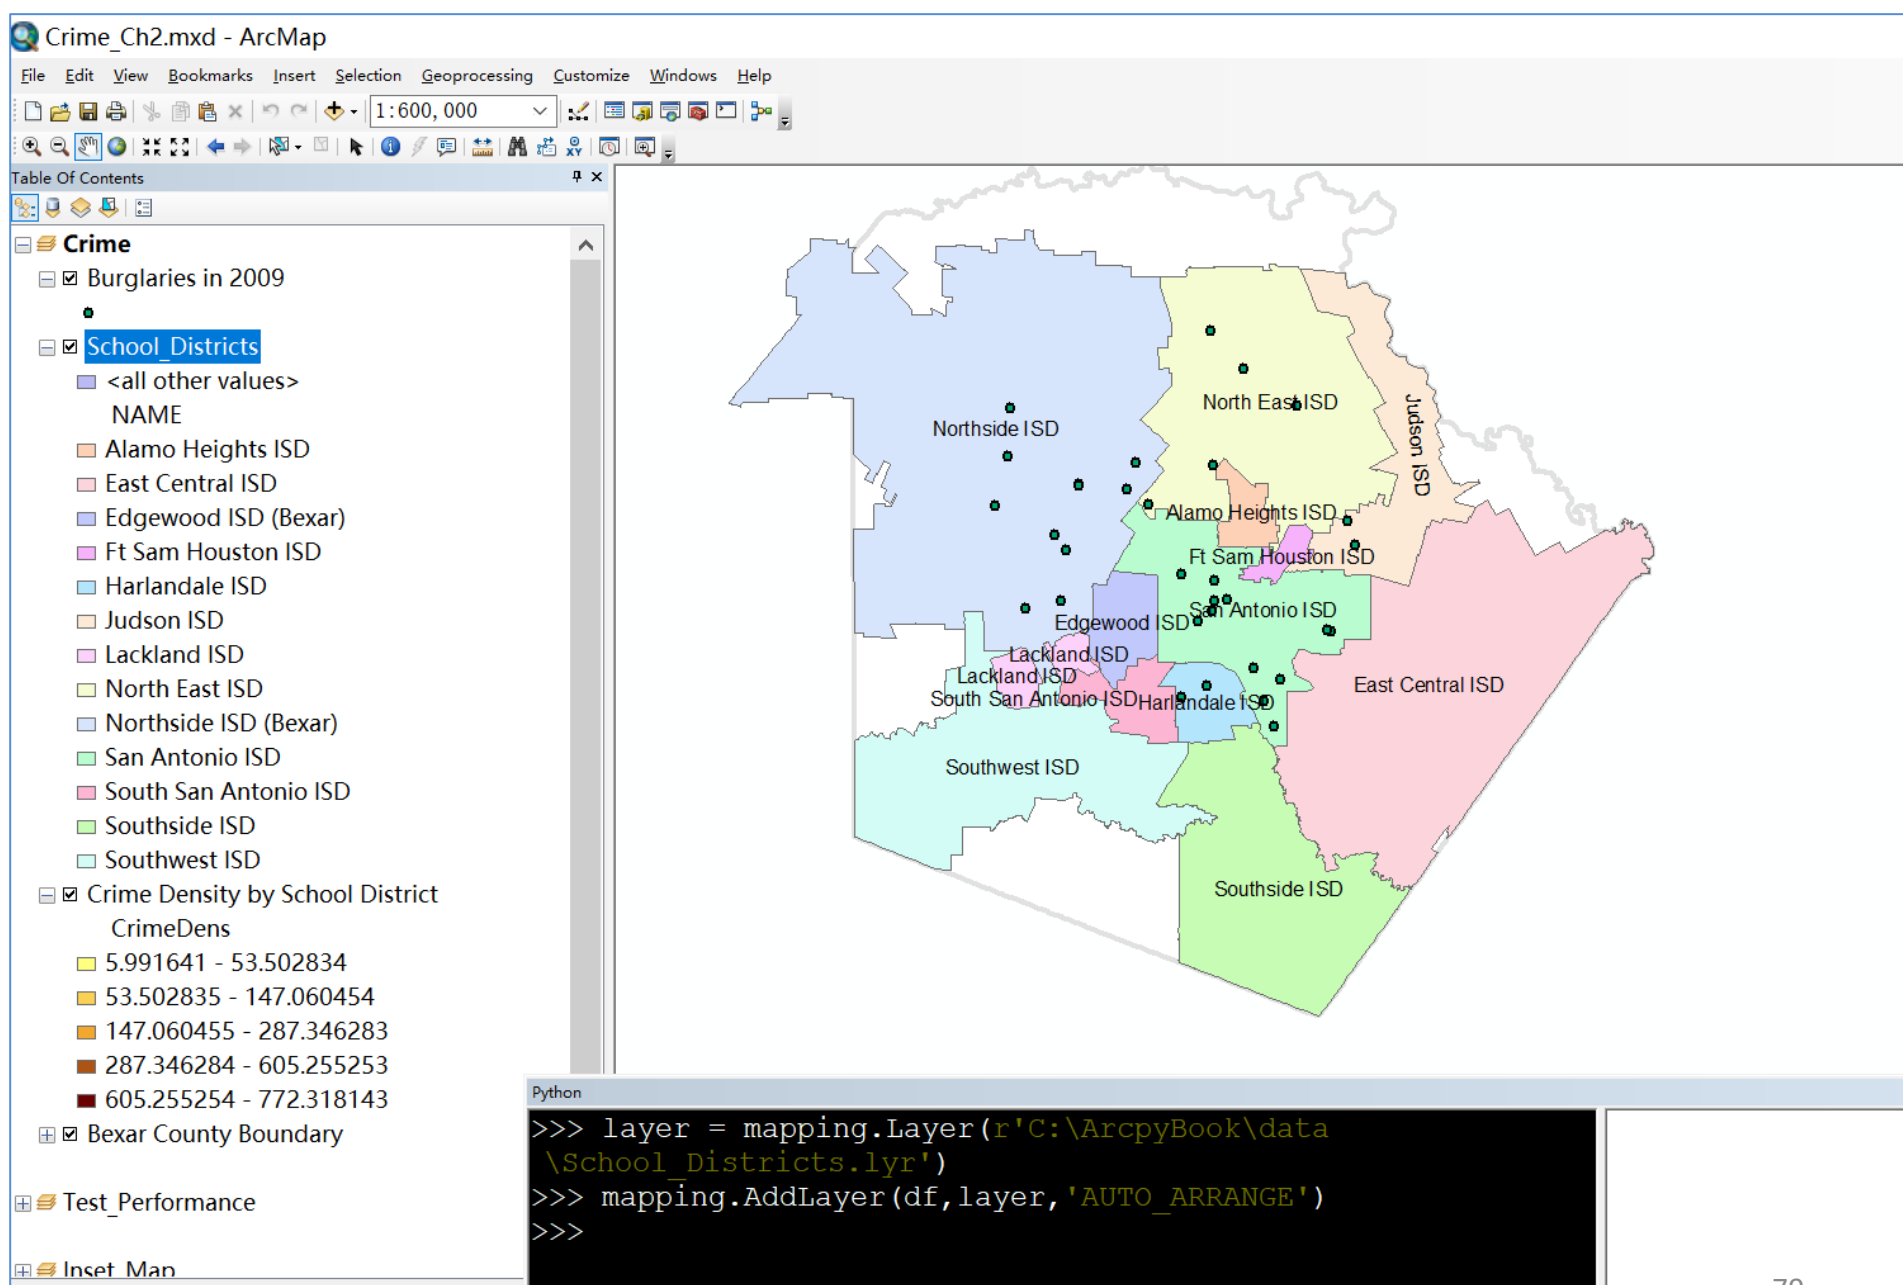 Crime_Ch2.mxd - ArcMap
File Edit View Bookmarks Insert Selection Geoprocessing Customize Windows Help
1:600,000
Table Of Contents
Crime
Burglaries in 2009
School_Districts
<all other values>
NAME
Alamo Heights ISD
East Central ISD
Edgewood ISD (Bexar)
Ft Sam Houston ISD
Harlandale ISD
Judson ISD
Lackland ISD
North East ISD
Northside ISD (Bexar)
San Antonio ISD
South San Antonio ISD
Southside ISD
Southwest ISD
Crime Density by School District
CrimeDens
5.991641 - 53.502834
53.502835 - 147.060454
147.060455 - 287.346283
287.346284 - 605.255253
605.255254 - 772.318143
Bexar County Boundary
Test_Performance
Inset_Map
North East ISD
Judson ISD
Northside ISD
Alamo Heights ISD
Ft Sam Houston ISD
San Antonio ISD
Edgewood ISD
Lackland ISD
Lackland ISD
South San Antonio ISD
Harlandale ISD
East Central ISD
Southwest ISD
Southside ISD
Python
>>> layer = mapping.Layer(r'C:\ArcpyBook\data
\School_Districts.lyr')
>>> mapping.AddLayer(df,layer,'AUTO_ARRANGE')
>>>